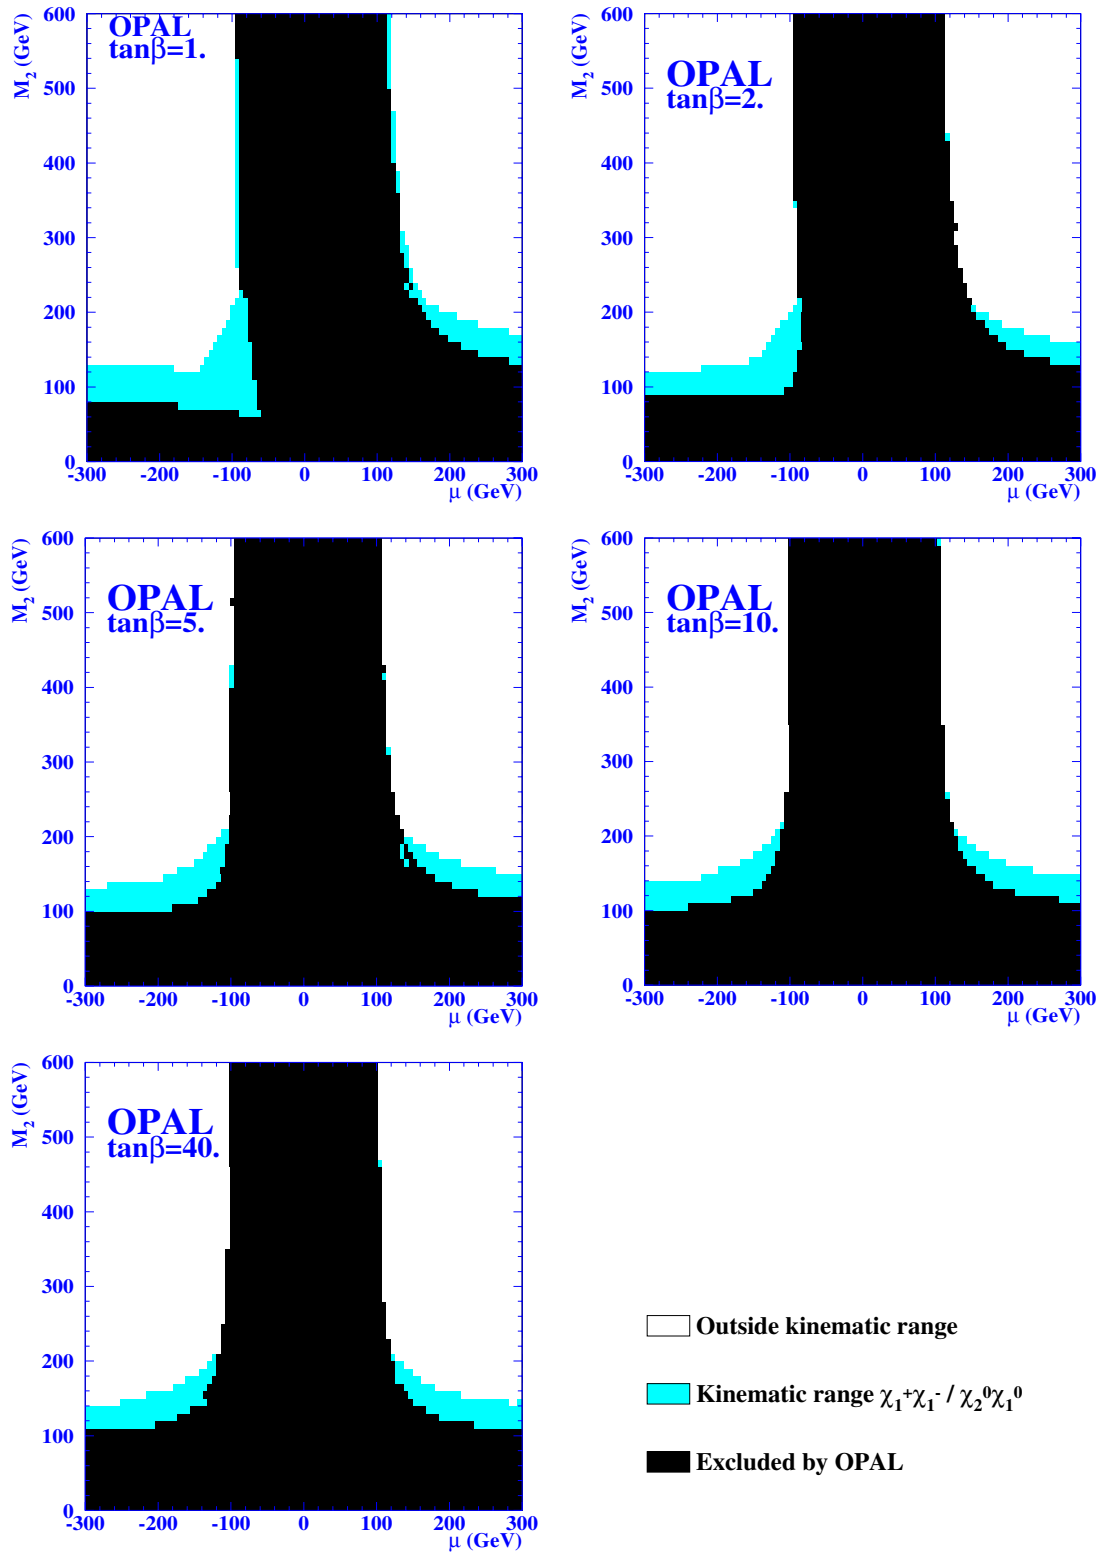 M₂ (GeV)
OPAL
tanβ=1.
600
500
400
300
200
100
0
-300 -200 -100 0 100 200 300
μ (GeV)
M₂ (GeV)
OPAL
tanβ=2.
600
500
400
300
200
100
0
-300 -200 -100 0 100 200 300
μ (GeV)
M₂ (GeV)
OPAL
tanβ=5.
600
500
400
300
200
100
0
-300 -200 -100 0 100 200 300
μ (GeV)
M₂ (GeV)
OPAL
tanβ=10.
600
500
400
300
200
100
0
-300 -200 -100 0 100 200 300
μ (GeV)
M₂ (GeV)
OPAL
tanβ=40.
600
500
400
300
200
100
0
-300 -200 -100 0 100 200 300
μ (GeV)
Outside kinematic range
Kinematic range χ₁⁺χ₁⁻ / χ₂⁰χ₁⁰
Excluded by OPAL